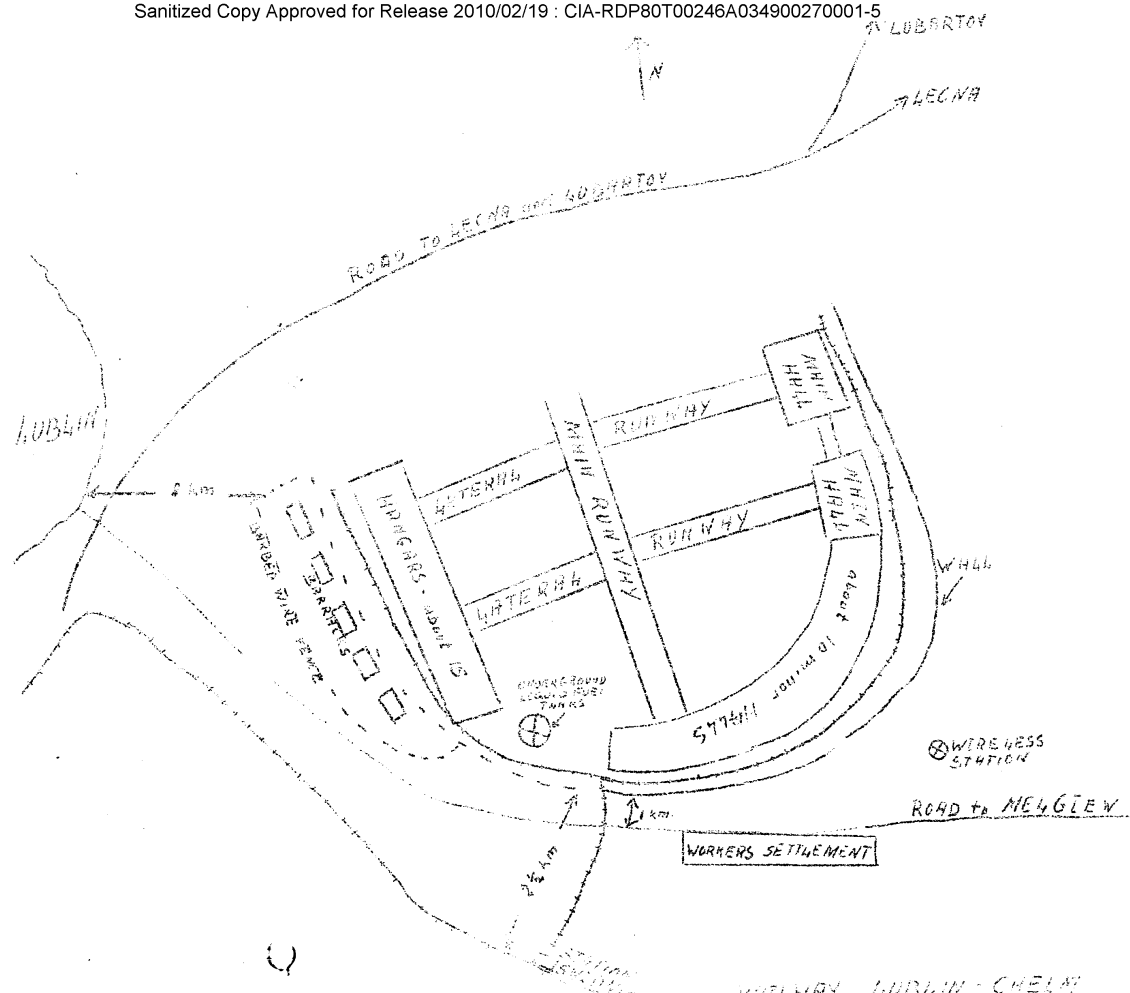 Sanitized Copy Approved for Release 2010/02/19 : CIA-RDP80T00246A034900270001-5
LUBARTOV
N
LECNA
ROAD TO LECNA and LUBARTOV
LUBLIN
MAIN
HALL
LATERAL RUNWAY
MAIN RUNWAY
MAIN
HALL
LATERAL RUNWAY
HANGARS - about 15
BARRACKS
BARBED WIRE FENCE
WALL
about 10 minor HALLS
UNDERGROUND
LIQUID FUEL
TANKS
WIRELESS
STATION
ROAD to MELGIEW
1 km.
WORKERS SETTLEMENT
2½ km
STATION
RAILWAY LUBLIN - CHELM